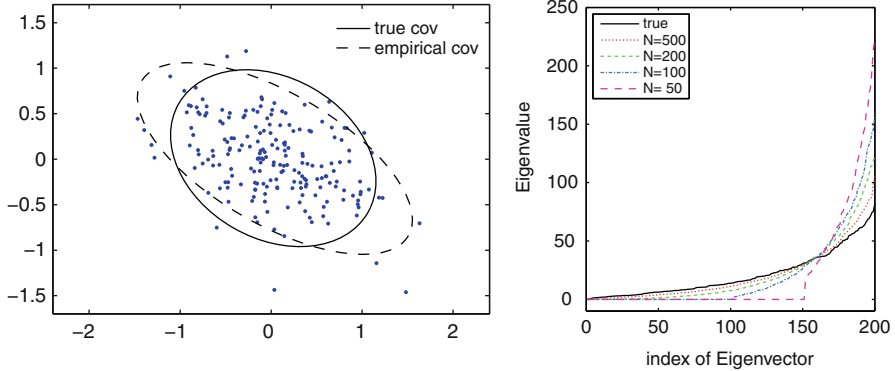 true cov
empirical cov
1.5
1
0.5
0
−0.5
−1
−1.5
−2 −1 0 1 2
true
N=500
N=200
N=100
N= 50
250
200
150
100
50
0
Eigenvalue
0 50 100 150 200
index of Eigenvector